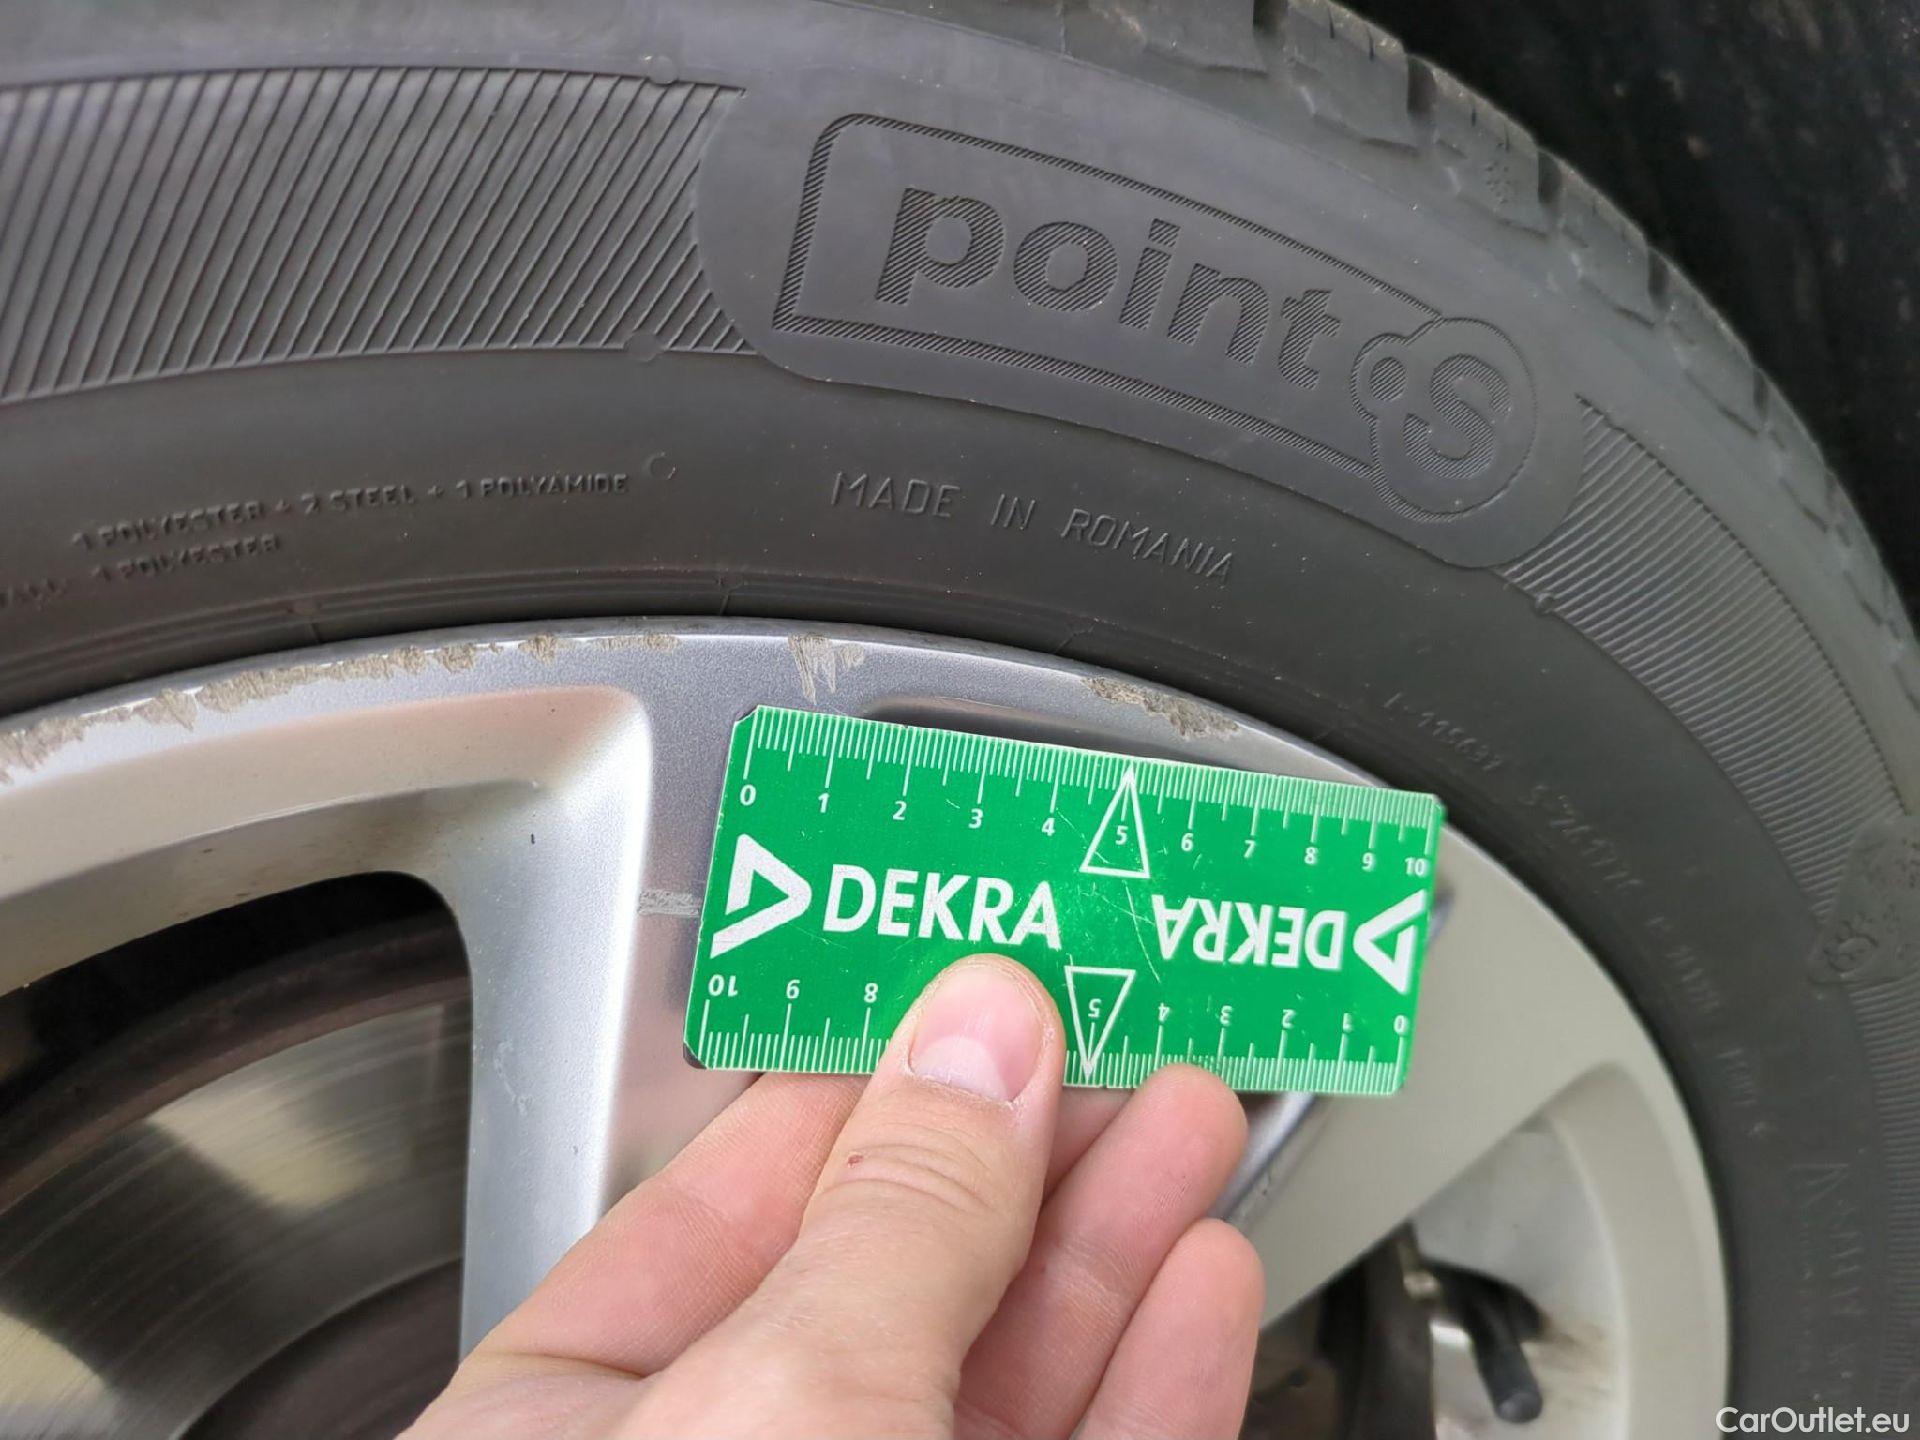 point S
1 POLYESTER + 2 STEEL + 1 POLYAMIDE
1 POLYESTER
MADE IN ROMANIA
0 1 2 3 4 5 6 7 8 9 10
DEKRA
DEKRA
10 9 8 5 4 3 2 1 0
CarOutlet.eu